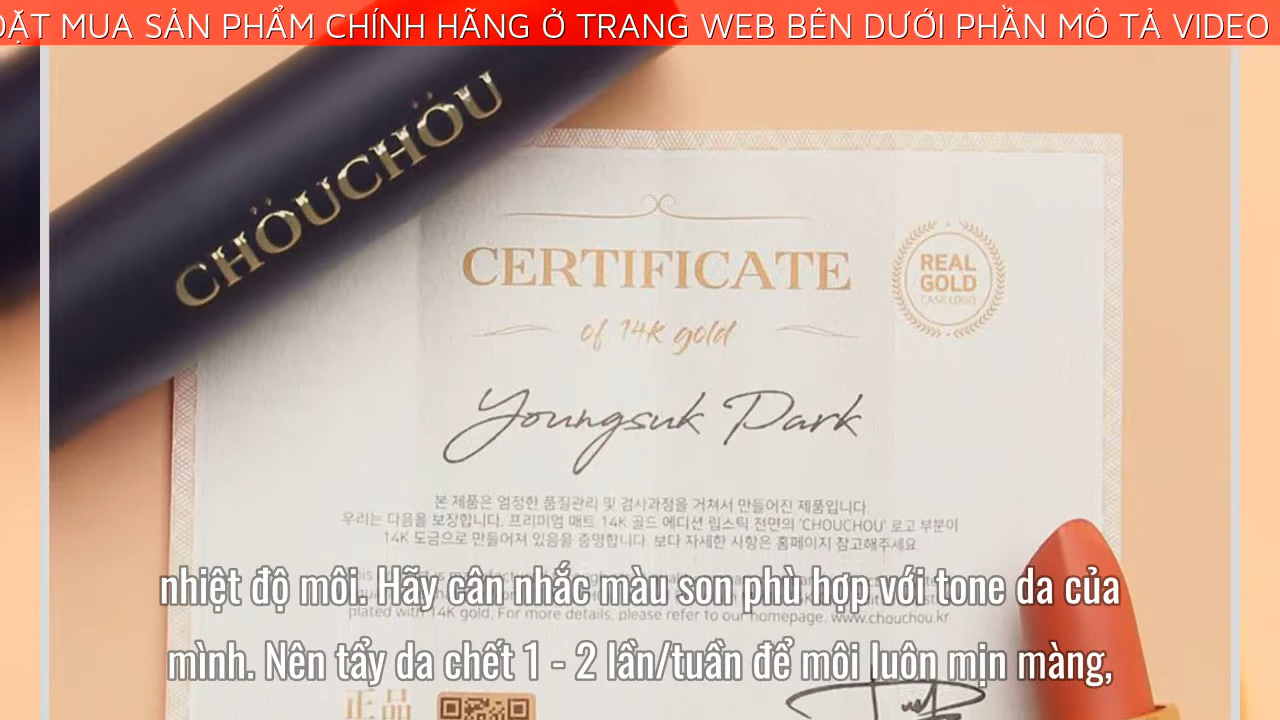 ĐẶT MUA SẢN PHẨM CHÍNH HÃNG Ở TRANG WEB BÊN DƯỚI PHẦN MÔ TẢ VIDEO
CHÖUCHÖU
CERTIFICATE
of 14k gold
REAL
GOLD
CASE LOGO
Youngsuk Park
본 제품은 엄정한 품질관리 및 검사과정을 거쳐서 만들어진 제품입니다.
우리는 다음을 보장합니다. 프리미엄 매트 14K 골드 에디션 립스틱 전면의 'CHOUCHOU' 로고 부분이
14K 도금으로 만들어져 있음을 증명합니다. 보다 자세한 사항은 홈페이지 참고해주세요.
nhiệt độ môi. Hãy cân nhắc màu son phù hợp với tone da của
plated with 14K gold. For more details, please refer to our homepage. www.chouchou.kr
mình. Nên tẩy da chết 1 - 2 lần/tuần để môi luôn mịn màng,
正品